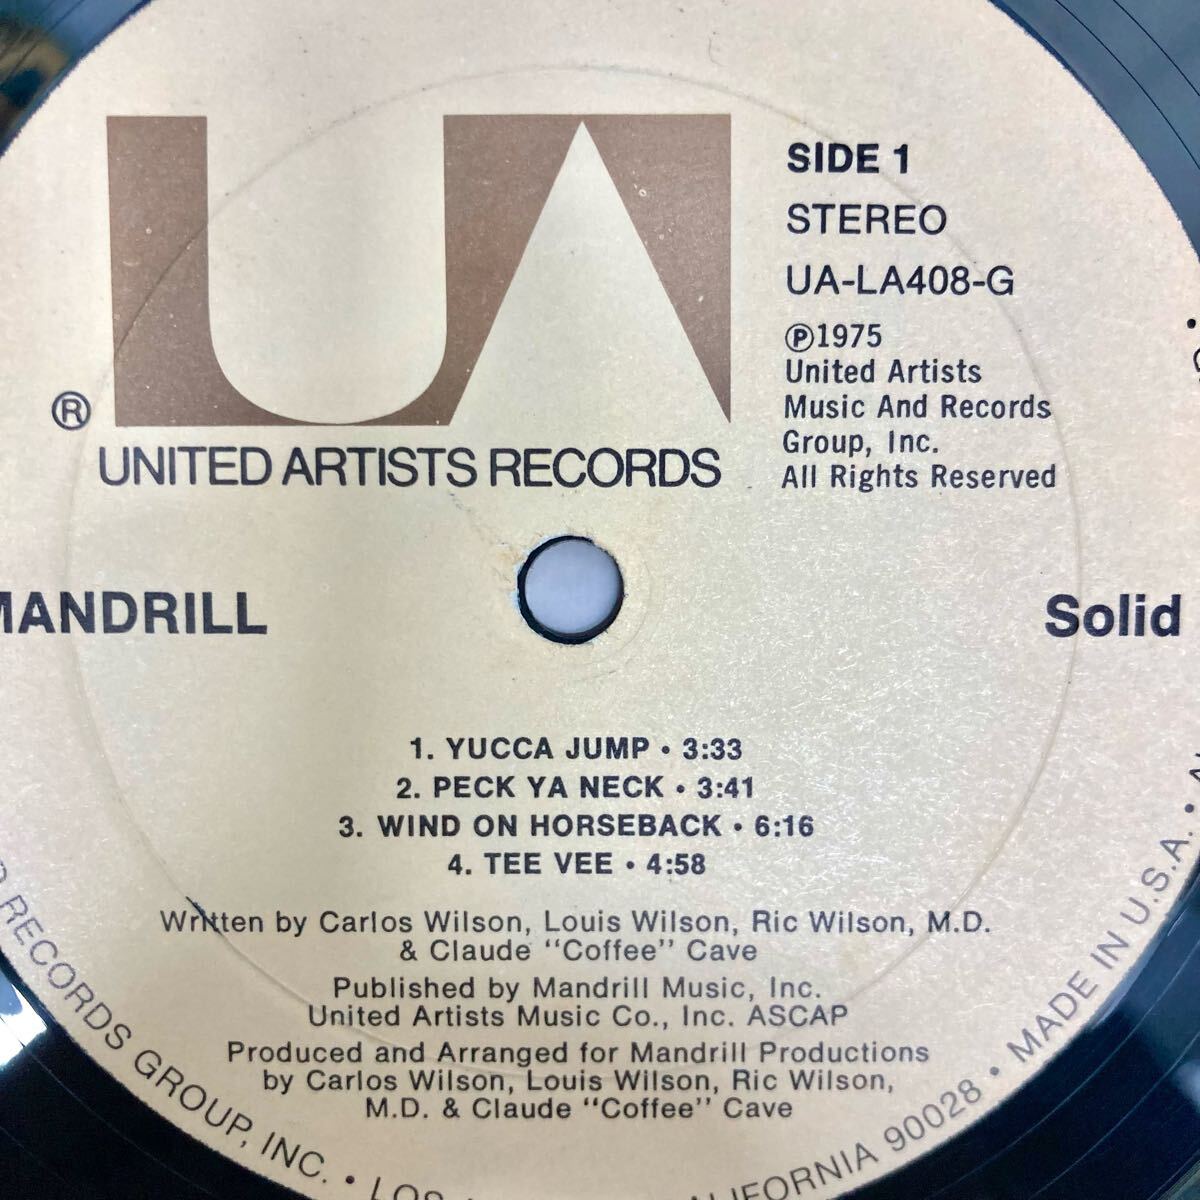 UA
®
UNITED ARTISTS RECORDS
SIDE 1
STEREO
UA-LA408-G
℗1975
United Artists
Music And Records
Group, Inc.
All Rights Reserved
MANDRILL
Solid
1. YUCCA JUMP • 3:33
2. PECK YA NECK • 3:41
3. WIND ON HORSEBACK • 6:16
4. TEE VEE • 4:58
Written by Carlos Wilson, Louis Wilson, Ric Wilson, M.D.
& Claude "Coffee" Cave
Published by Mandrill Music, Inc.
United Artists Music Co., Inc. ASCAP
Produced and Arranged for Mandrill Productions
by Carlos Wilson, Louis Wilson, Ric Wilson,
M.D. & Claude "Coffee" Cave
RECORDS GROUP, INC. • LOS CALIFORNIA 90028 • MADE IN U.S.A. •